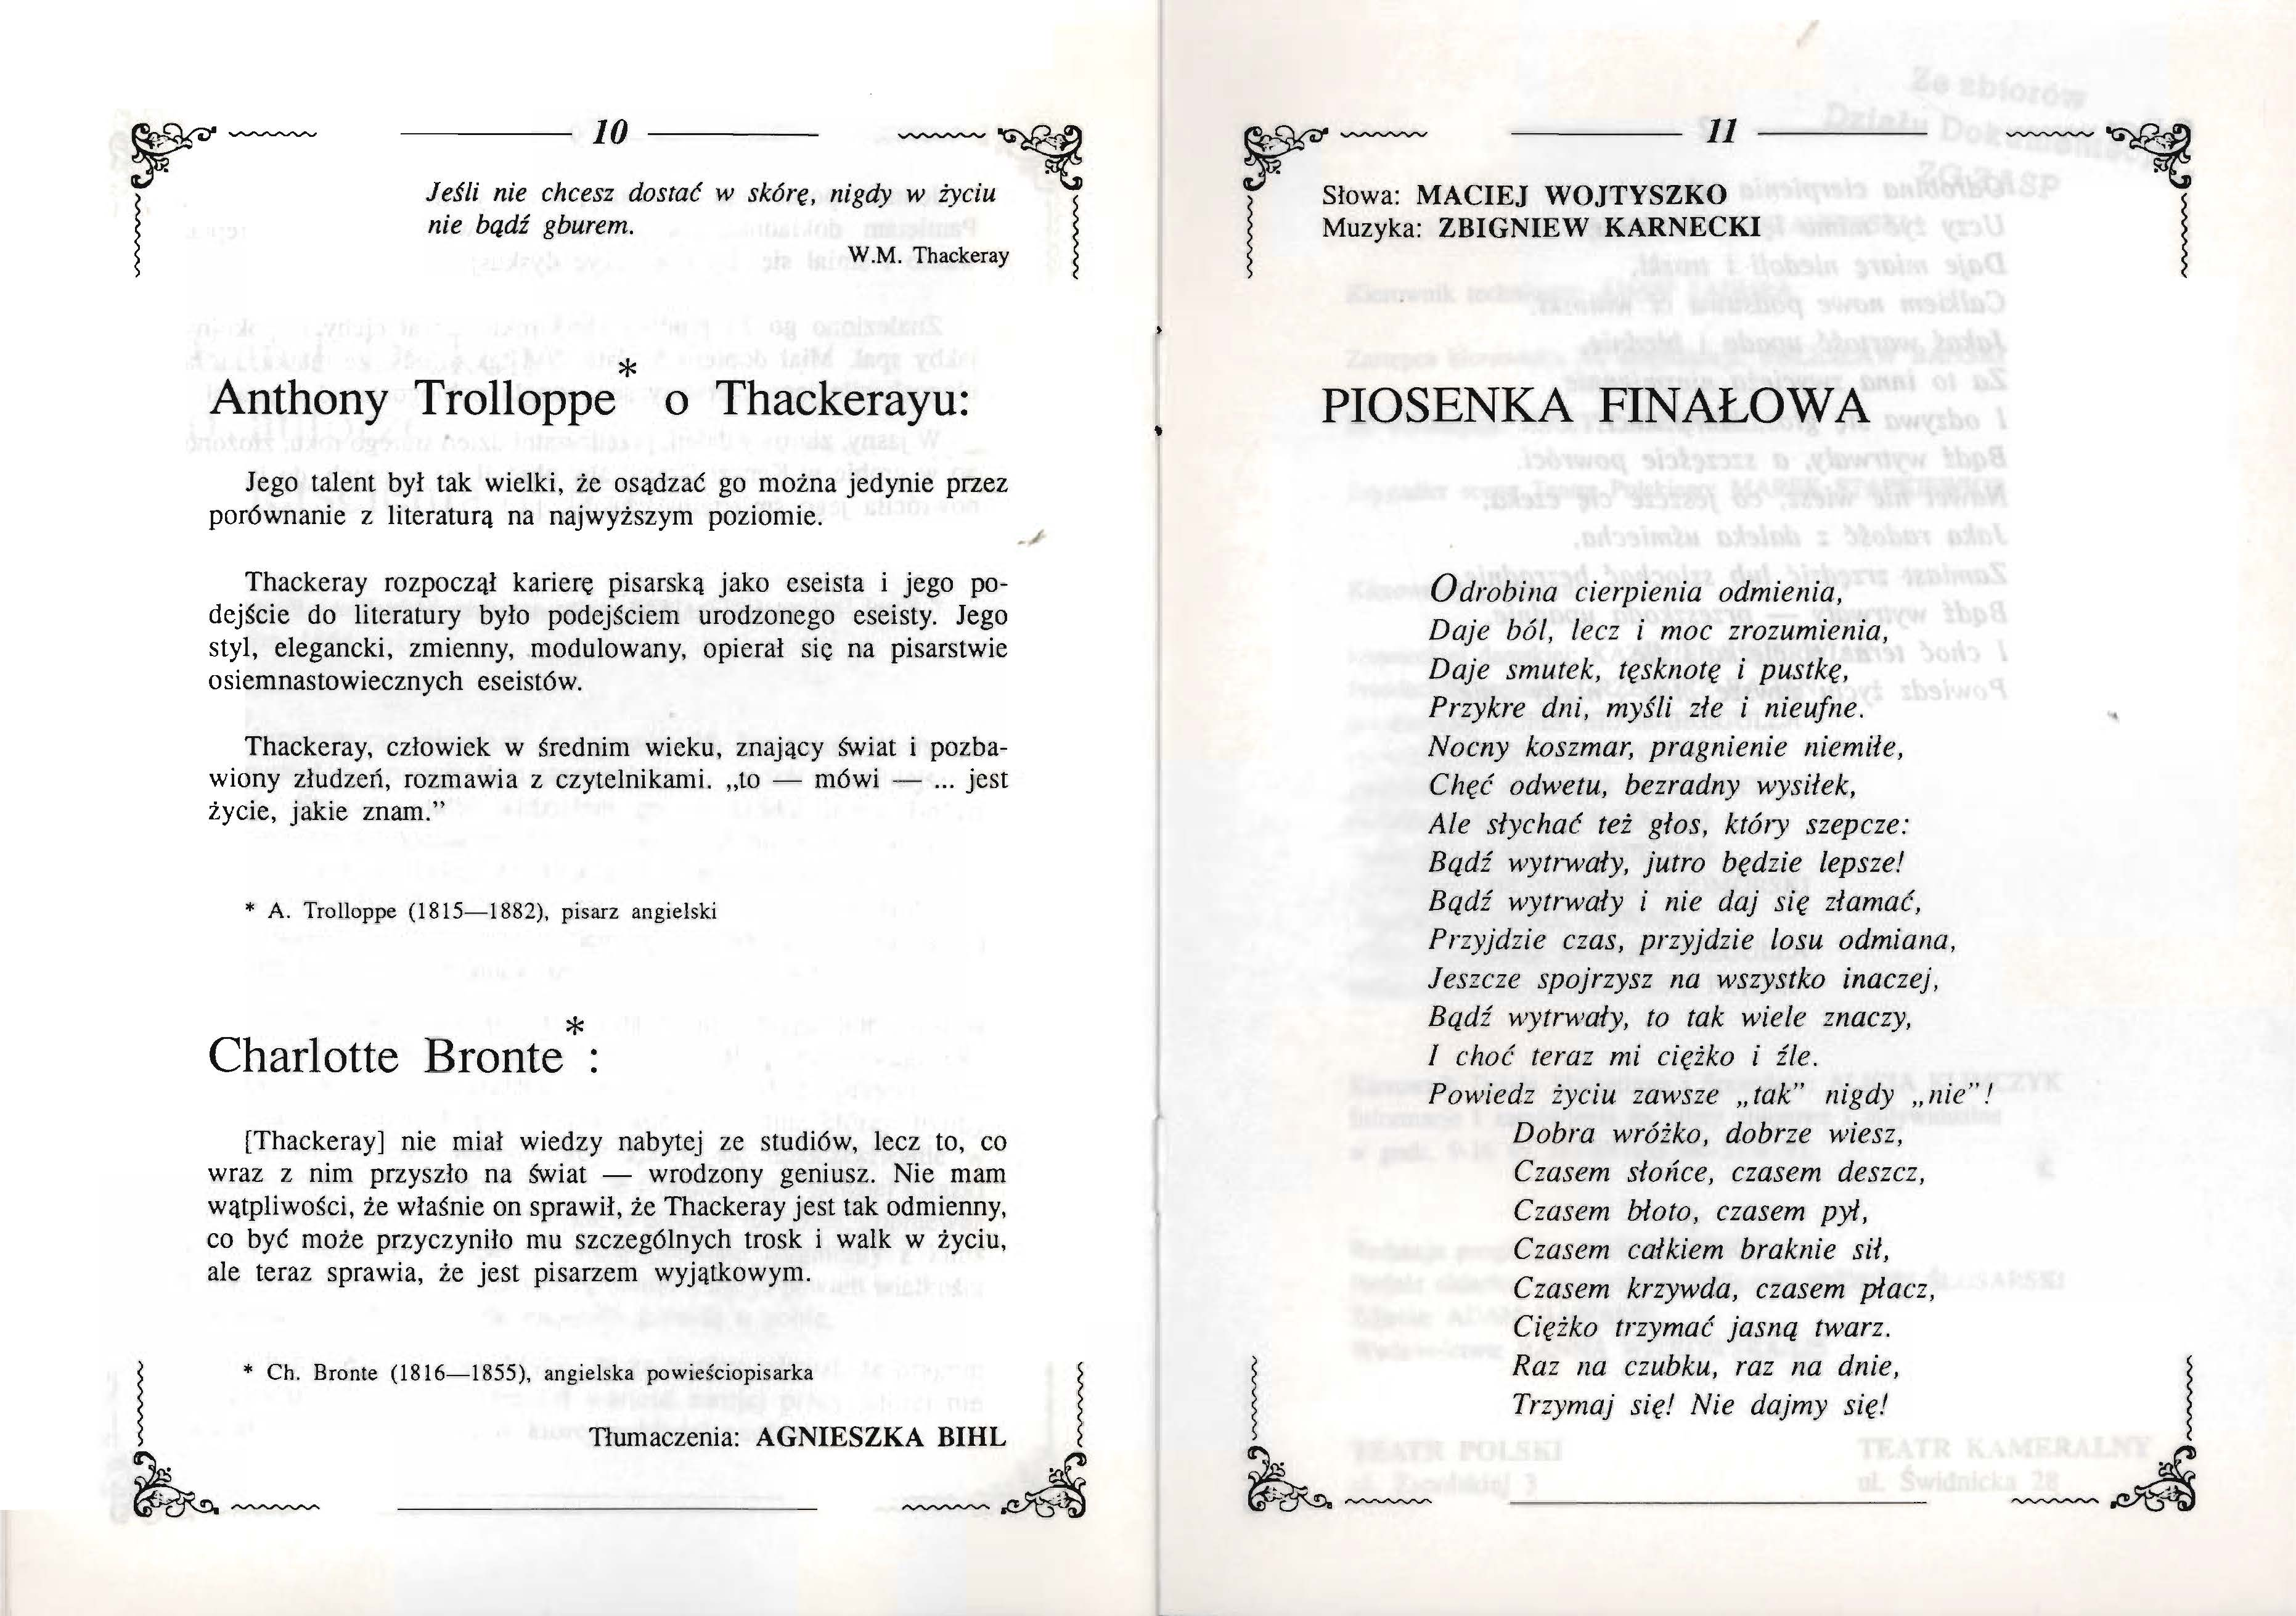 10
Jeśli nie chcesz dostać w skórę, nigdy w życiu
nie bądź gburem.
W.M. Thackeray
Anthony Trolloppe* o Thackerayu:
Jego talent był tak wielki, że osądzać go można jedynie przez
porównanie z literaturą na najwyższym poziomie.
Thackeray rozpoczął karierę pisarską jako eseista i jego po-
dejście do literatury było podejściem urodzonego eseisty. Jego
styl, elegancki, zmienny, modulowany, opierał się na pisarstwie
osiemnastowiecznych eseistów.
Thackeray, człowiek w średnim wieku, znający świat i pozba-
wiony złudzeń, rozmawia z czytelnikami. „to — mówi — ... jest
życie, jakie znam.”
* A. Trolloppe (1815—1882), pisarz angielski
Charlotte Bronte*:
[Thackeray] nie miał wiedzy nabytej ze studiów, lecz to, co
wraz z nim przyszło na świat — wrodzony geniusz. Nie mam
wątpliwości, że właśnie on sprawił, że Thackeray jest tak odmienny,
co być może przyczyniło mu szczególnych trosk i walk w życiu,
ale teraz sprawia, że jest pisarzem wyjątkowym.
* Ch. Bronte (1816—1855), angielska powieściopisarka
Tłumaczenia: AGNIESZKA BIHL
11
Słowa: MACIEJ WOJTYSZKO
Muzyka: ZBIGNIEW KARNECKI
PIOSENKA FINAŁOWA
Odrobina cierpienia odmienia,
Daje ból, lecz i moc zrozumienia,
Daje smutek, tęsknotę i pustkę,
Przykre dni, myśli złe i nieufne.
Nocny koszmar, pragnienie niemiłe,
Chęć odwetu, bezradny wysiłek,
Ale słychać też głos, który szepcze:
Bądź wytrwały, jutro będzie lepsze!
Bądź wytrwały i nie daj się złamać,
Przyjdzie czas, przyjdzie losu odmiana,
Jeszcze spojrzysz na wszystko inaczej,
Bądź wytrwały, to tak wiele znaczy,
I choć teraz mi ciężko i źle.
Powiedz życiu zawsze „tak” nigdy „nie”!
Dobra wróżko, dobrze wiesz,
Czasem słońce, czasem deszcz,
Czasem błoto, czasem pył,
Czasem całkiem braknie sił,
Czasem krzywda, czasem płacz,
Ciężko trzymać jasną twarz.
Raz na czubku, raz na dnie,
Trzymaj się! Nie dajmy się!